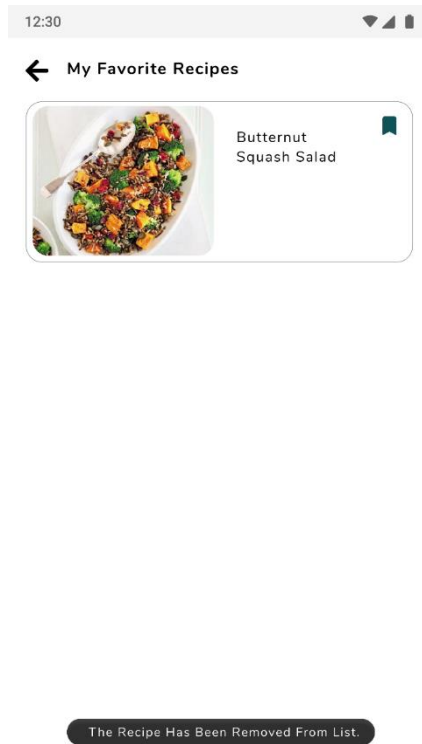 12:30
My Favorite Recipes
Butternut
Squash Salad
The Recipe Has Been Removed From List.